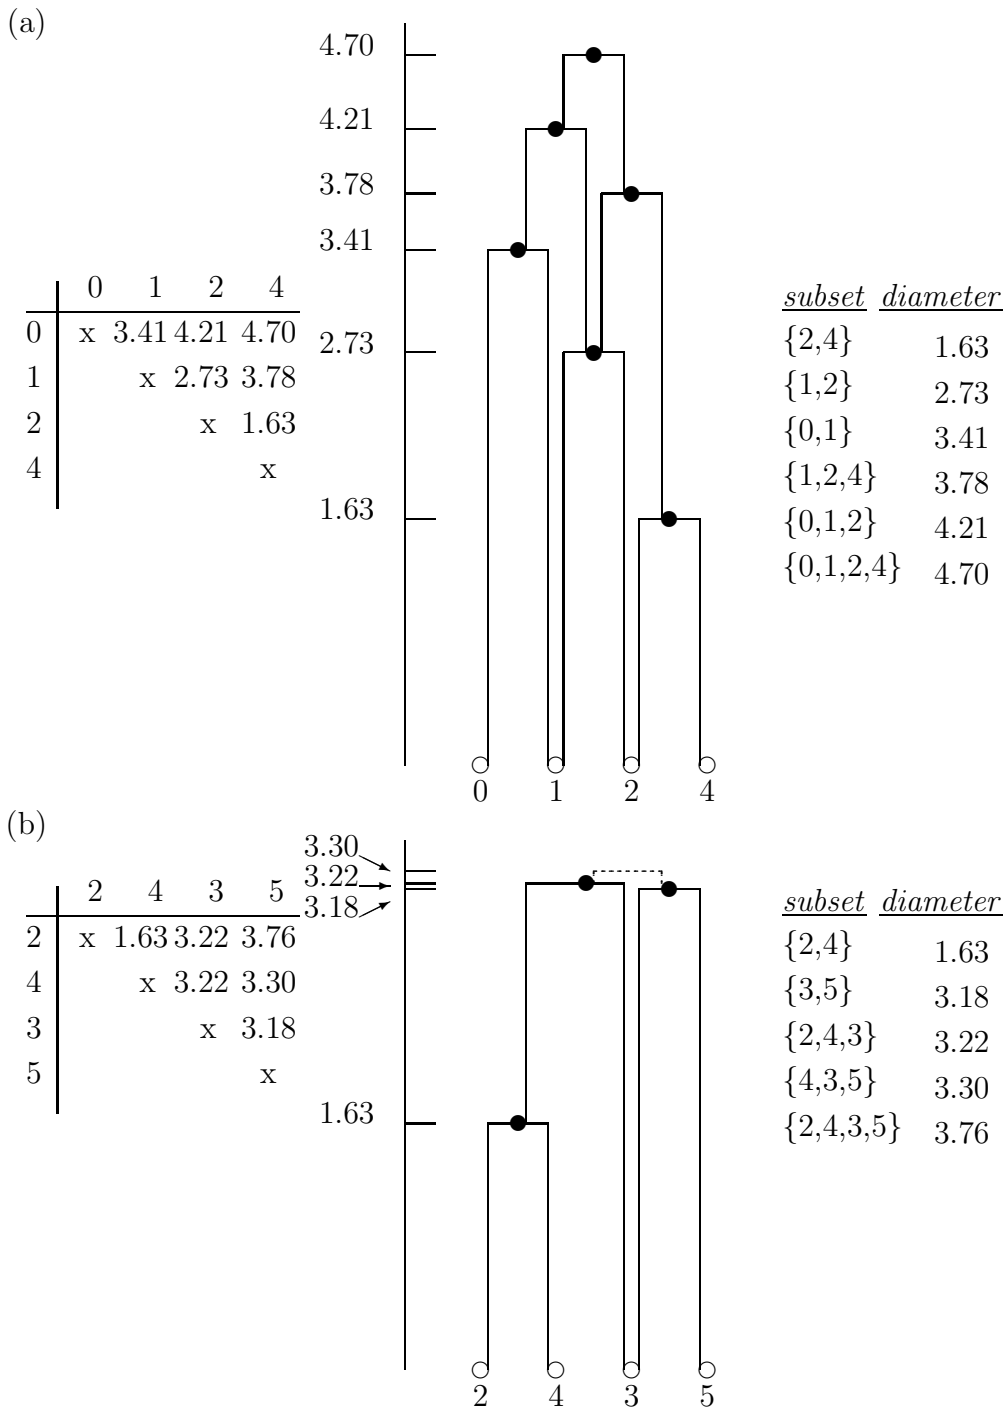 (a)
0 1 2 4
0 x 3.41 4.21 4.70
1 x 2.73 3.78
2 x 1.63
4 x
4.70
4.21
3.78
3.41
2.73
1.63
0 1 2 4
subset diameter
{2,4} 1.63
{1,2} 2.73
{0,1} 3.41
{1,2,4} 3.78
{0,1,2} 4.21
{0,1,2,4} 4.70
(b)
2 4 3 5
2 x 1.63 3.22 3.76
4 x 3.22 3.30
3 x 3.18
5 x
3.30
3.22
3.18
1.63
2 4 3 5
subset diameter
{2,4} 1.63
{3,5} 3.18
{2,4,3} 3.22
{4,3,5} 3.30
{2,4,3,5} 3.76